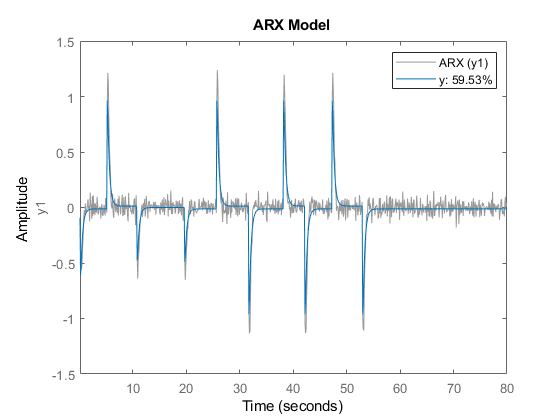 ARX Model
ARX (y1)
y: 59.53%
1.5
1
0.5
0
-0.5
-1
-1.5
Amplitude
y1
10 20 30 40 50 60 70 80
Time (seconds)